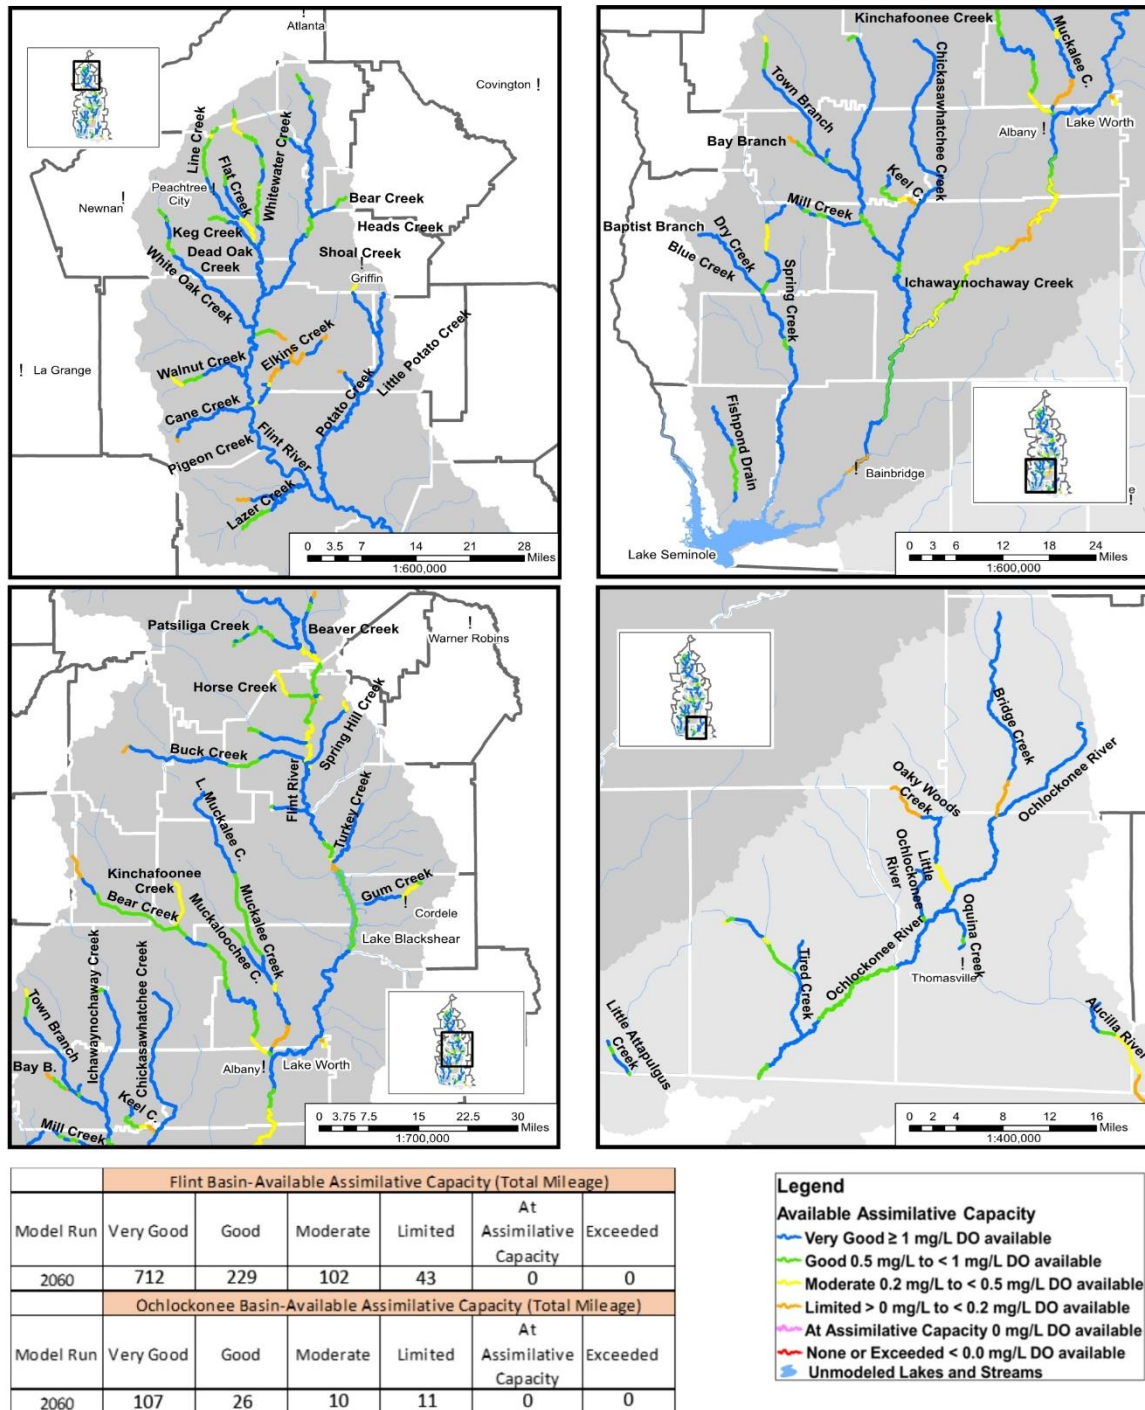 Atlanta
Covington
Line Creek
Flat Creek
Whitewater Creek
Peachtree
City
Newnan
Bear Creek
Keg Creek
Heads Creek
Dead Oak
Creek
Shoal Creek
Griffin
White Oak Creek
La Grange
Walnut Creek
Elkins Creek
Little Potato Creek
Cane Creek
Potato Creek
Pigeon Creek
Flint River
Lazer Creek
0 3.5 7 14 21 28
Miles
1:600,000
Kinchafoonee Creek
Muckalee C.
Town Branch
Chickasawhatchee Creek
Lake Worth
Albany
Bay Branch
Keel C.
Mill Creek
Baptist Branch
Dry Creek
Blue Creek
Spring Creek
Ichawaynochaway Creek
Fishpond Drain
Bainbridge
e
Lake Seminole
0 3 6 12 18 24
Miles
1:600,000
Patsiliga Creek
Beaver Creek
Warner Robins
Horse Creek
Spring Hill Creek
Buck Creek
Flint River
L. Muckalee C.
Turkey Creek
Kinchafoonee
Creek
Gum Creek
Bear Creek
Cordele
Muckaloochee C.
Muckalee Creek
Lake Blackshear
Ichawaynochaway Creek
Chickasawhatchee Creek
Town Branch
Bay B.
Albany
Lake Worth
Keel C.
Mill Creek
0 3.75 7.5 15 22.5 30
Miles
1:700,000
Bridge Creek
Ochlockonee River
Oaky Woods
Creek
Little
Ochlockonee
River
Oquina Creek
Ochlockonee River
Thomasville
Tired Creek
Aucilla River
Little Attapulgus
Creek
0 2 4 8 12 16
Miles
1:400,000
Flint Basin-Available Assimilative Capacity (Total Mileage)
Model Run Very Good Good Moderate Limited At Assimilative Capacity Exceeded
2060 712 229 102 43 0 0
Ochlockonee Basin-Available Assimilative Capacity (Total Mileage)
Model Run Very Good Good Moderate Limited At Assimilative Capacity Exceeded
2060 107 26 10 11 0 0
Legend
Available Assimilative Capacity
Very Good ≥ 1 mg/L DO available
Good 0.5 mg/L to < 1 mg/L DO available
Moderate 0.2 mg/L to < 0.5 mg/L DO available
Limited > 0 mg/L to < 0.2 mg/L DO available
At Assimilative Capacity 0 mg/L DO available
None or Exceeded < 0.0 mg/L DO available
Unmodeled Lakes and Streams